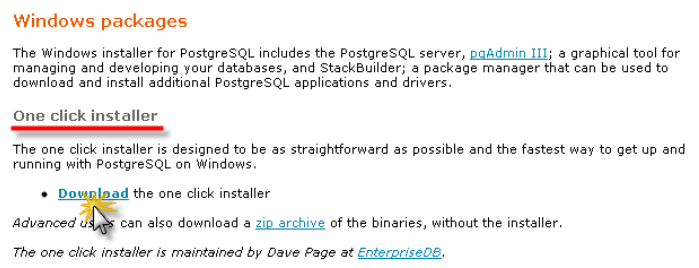 Windows packages
The Windows installer for PostgreSQL includes the PostgreSQL server, pgAdmin III; a graphical tool for
managing and developing your databases, and StackBuilder; a package manager that can be used to
download and install additional PostgreSQL applications and drivers.
One click installer
The one click installer is designed to be as straightforward as possible and the fastest way to get up and
running with PostgreSQL on Windows.
• Download the one click installer
Advanced users can also download a zip archive of the binaries, without the installer.
The one click installer is maintained by Dave Page at EnterpriseDB.